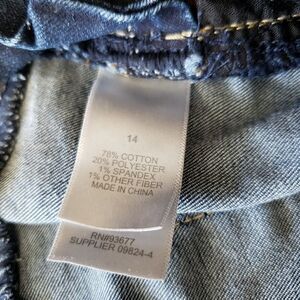 14
78% COTTON
20% POLYESTER
1% SPANDEX
1% OTHER FIBER
MADE IN CHINA
RN#93677
SUPPLIER 09824-4